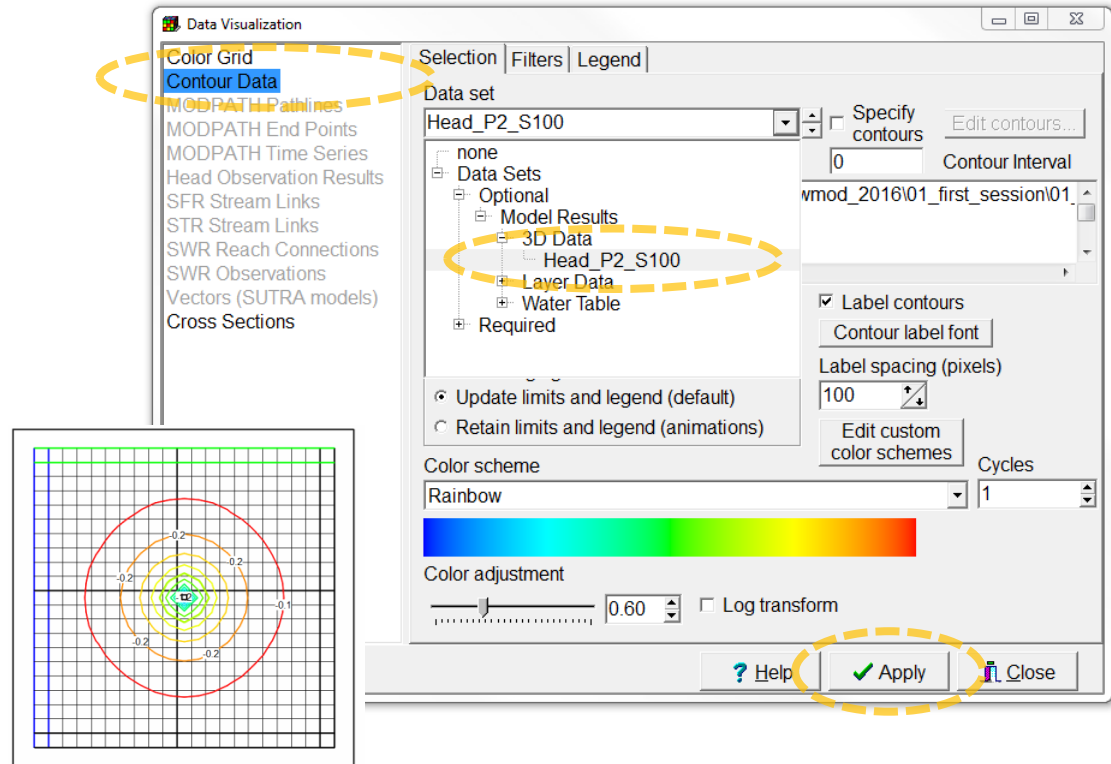 Data Visualization
Color Grid
Contour Data
MODPATH Pathlines
MODPATH End Points
MODPATH Time Series
Head Observation Results
SFR Stream Links
STR Stream Links
SWR Reach Connections
SWR Observations
Vectors (SUTRA models)
Cross Sections
Selection
Filters
Legend
Data set
Head_P2_S100
Specify
contours
Edit contours...
0
Contour Interval
none
Data Sets
Optional
Model Results
3D Data
Head_P2_S100
Layer Data
Water Table
Required
wmod_2016\01_first_session\01_
Label contours
Contour label font
Label spacing (pixels)
100
Update limits and legend (default)
Retain limits and legend (animations)
Edit custom
color schemes
Color scheme
Cycles
Rainbow
1
Color adjustment
0.60
Log transform
? Help
Apply
Close
-0.2
-0.2
-0.2
-0.1
-0.2
-0.2